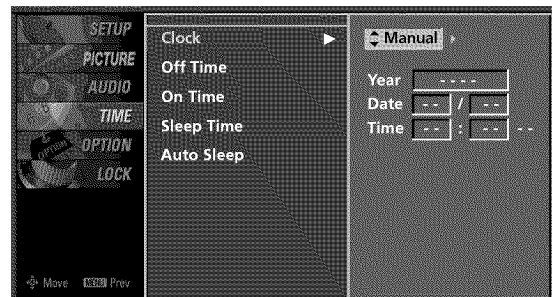 SETUP
PICTURE
AUDIO
TIME
OPTION
LOCK
OPTION
Move MENU Prev
Clock
Off Time
On Time
Sleep Time
Auto Sleep
Manual
Year - - - -
Date - - / - -
Time - - : - - - -